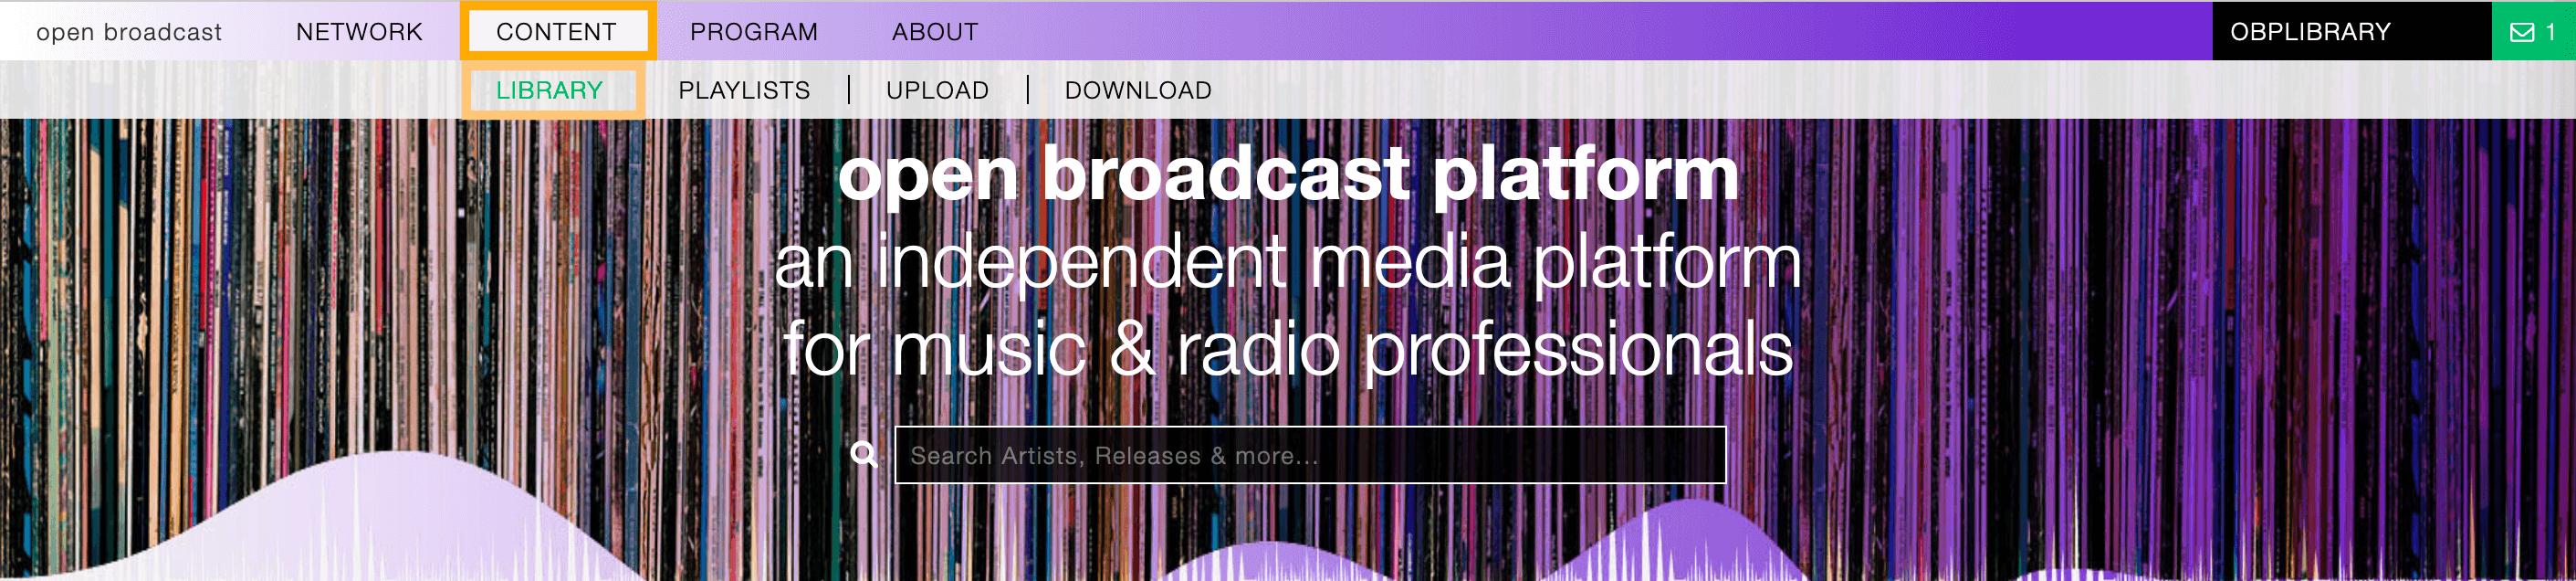 open broadcast NETWORK CONTENT PROGRAM ABOUT OBPLIBRARY 1
LIBRARY PLAYLISTS | UPLOAD | DOWNLOAD
open broadcast platform
an independent media platform
for music & radio professionals
Search Artists, Releases & more...